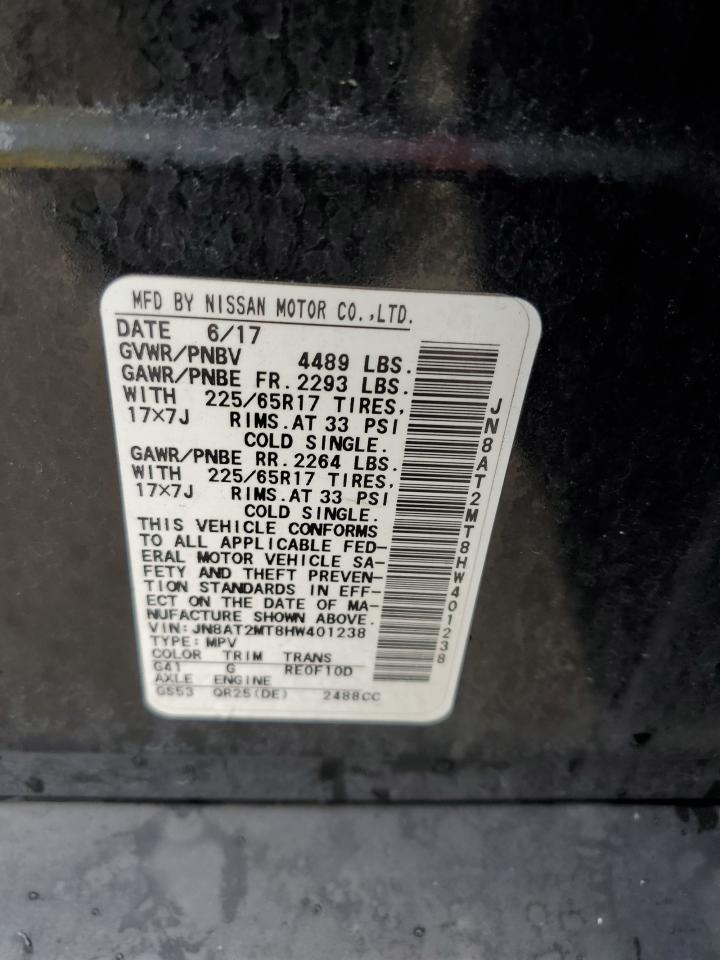 MFD BY NISSAN MOTOR CO.,LTD.
DATE 6/17
GVWR/PNBV 4489 LBS.
GAWR/PNBE FR. 2293 LBS.
WITH 225/65R17 TIRES,
17×7J RIMS. AT 33 PSI
COLD SINGLE.
GAWR/PNBE RR. 2264 LBS.
WITH 225/65R17 TIRES,
17×7J RIMS. AT 33 PSI
COLD SINGLE.
THIS VEHICLE CONFORMS
TO ALL APPLICABLE FED-
ERAL MOTOR VEHICLE SA-
FETY AND THEFT PREVEN-
TION STANDARDS IN EFF-
ECT ON THE DATE OF MA-
NUFACTURE SHOWN ABOVE.
VIN: JN8AT2MT8HW401238
TYPE: MPV
COLOR TRIM TRANS
G41 G RE0F10D
AXLE ENGINE
GS53 QR25(DE) 2488CC
JN8AT2MT8HW401238